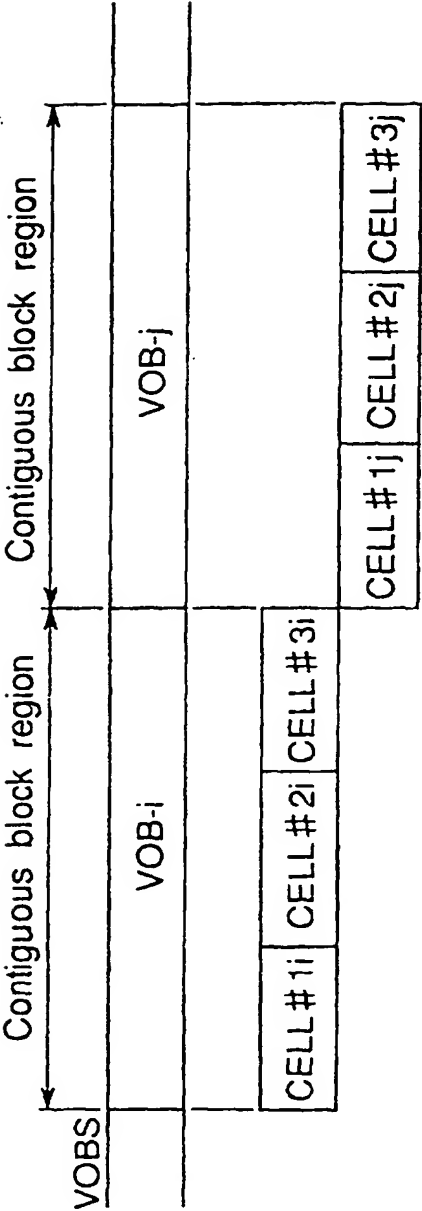 Contiguous block region
Contiguous block region
VOBS
VOB-i
VOB-j
CELL#1i CELL#2i CELL#3i
CELL#1j CELL#2j CELL#3j